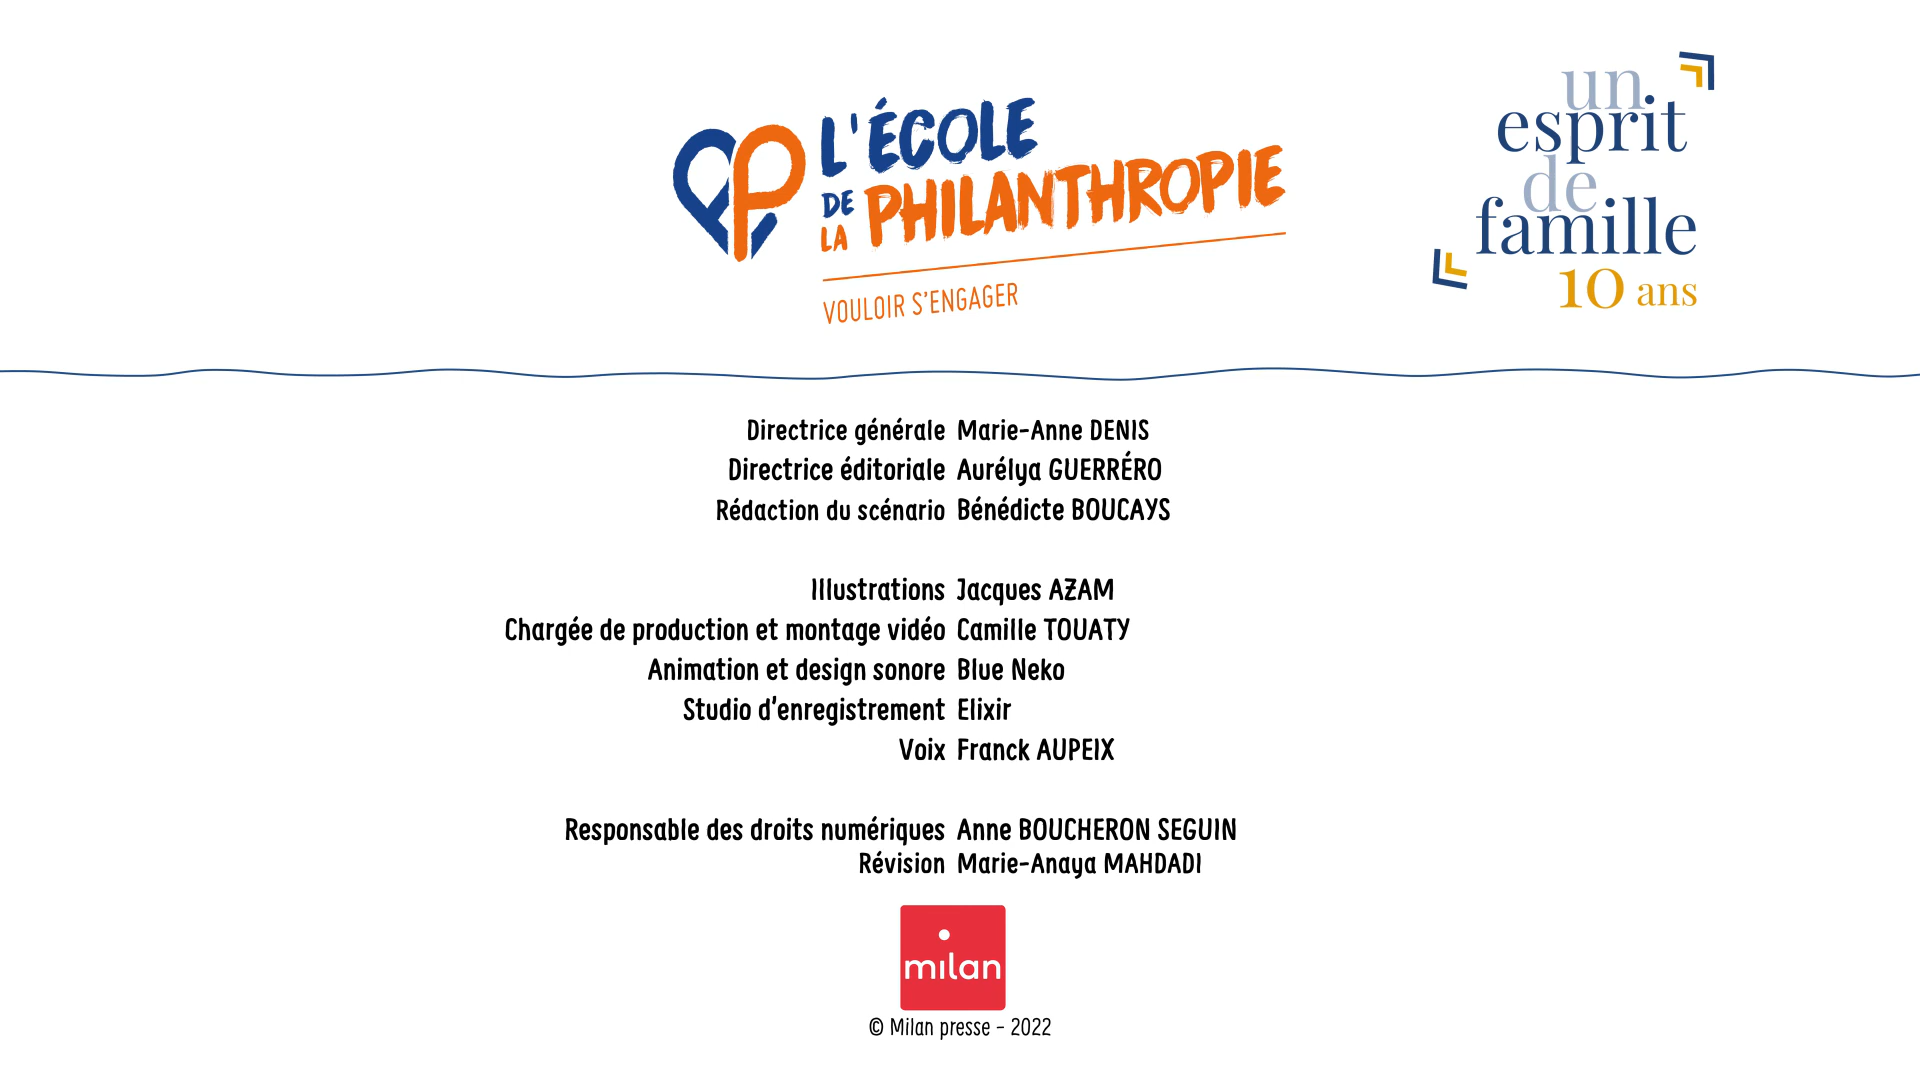 L'ÉCOLE
DE LA PHILANTHROPIE
VOULOIR S'ENGAGER
un
esprit
de
famille
10 ans
Directrice générale Marie-Anne DENIS
Directrice éditoriale Aurélya GUERRÉRO
Rédaction du scénario Bénédicte BOUCAYS
Illustrations Jacques AZAM
Chargée de production et montage vidéo Camille TOUATY
Animation et design sonore Blue Neko
Studio d'enregistrement Elixir
Voix Franck AUPEIX
Responsable des droits numériques Anne BOUCHERON SEGUIN
Révision Marie-Anaya MAHDADI
milan
© Milan presse - 2022